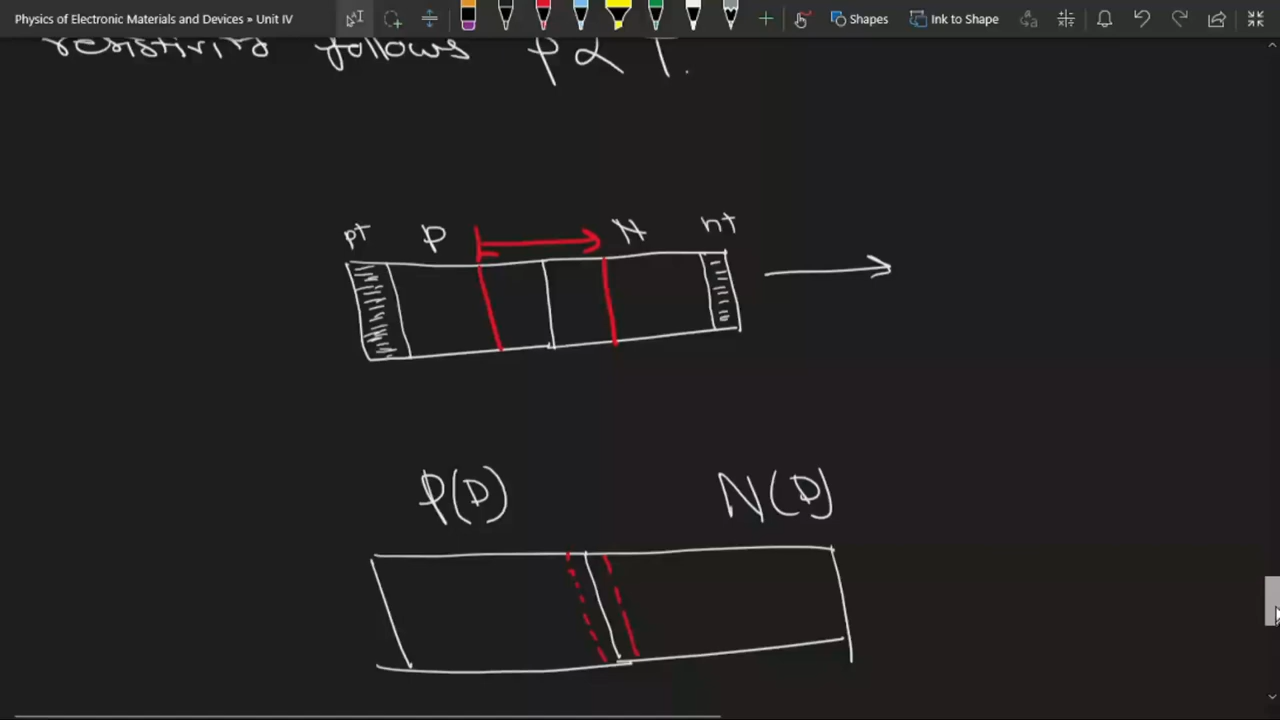 Physics of Electronic Materials and Devices » Unit IV
Shapes
Ink to Shape
resistivity follows ρ α T.
p+ P N n+
P(D) N(D)